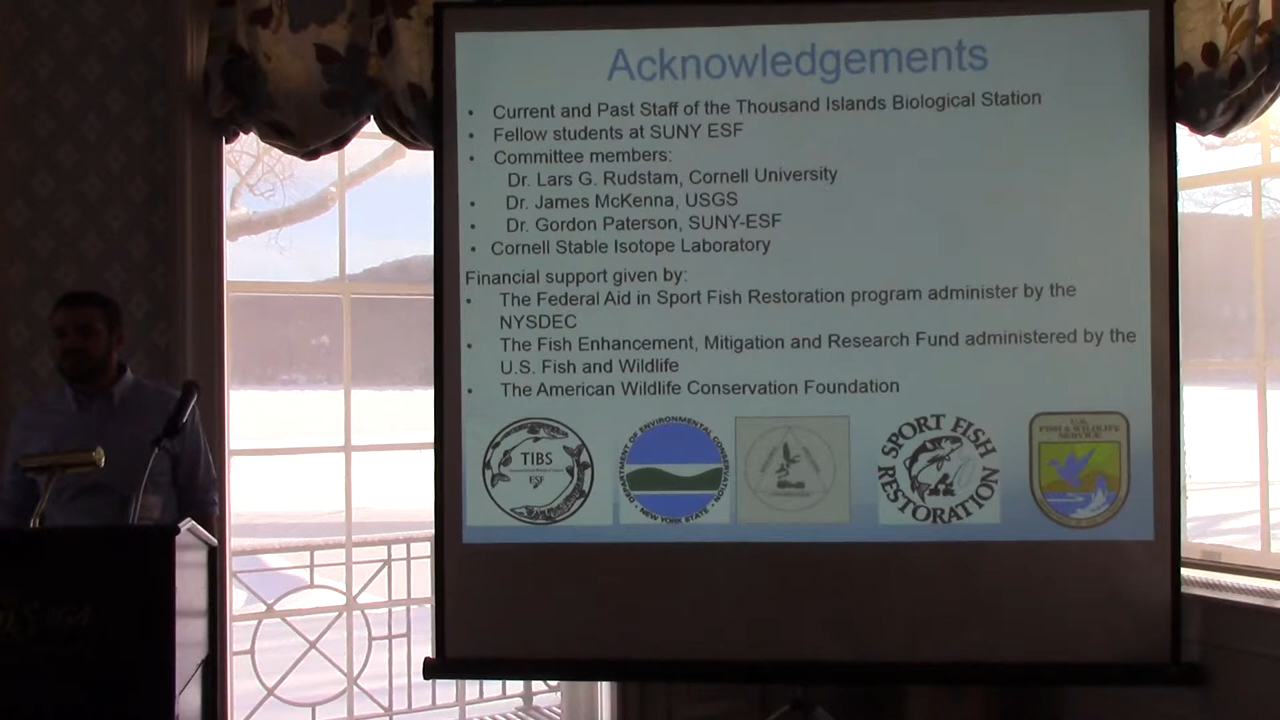 Acknowledgements
• Current and Past Staff of the Thousand Islands Biological Station
• Fellow students at SUNY ESF
• Committee members:
Dr. Lars G. Rudstam, Cornell University
• Dr. James McKenna, USGS
• Dr. Gordon Paterson, SUNY-ESF
• Cornell Stable Isotope Laboratory
Financial support given by:
• The Federal Aid in Sport Fish Restoration program administer by the
NYSDEC
• The Fish Enhancement, Mitigation and Research Fund administered by the
U.S. Fish and Wildlife
• The American Wildlife Conservation Foundation
TIBS
ESF
DEPARTMENT OF ENVIRONMENTAL CONSERVATION
NEW YORK STATE
SPORT FISH
RESTORATION
U.S.
FISH & WILDLIFE
SERVICE